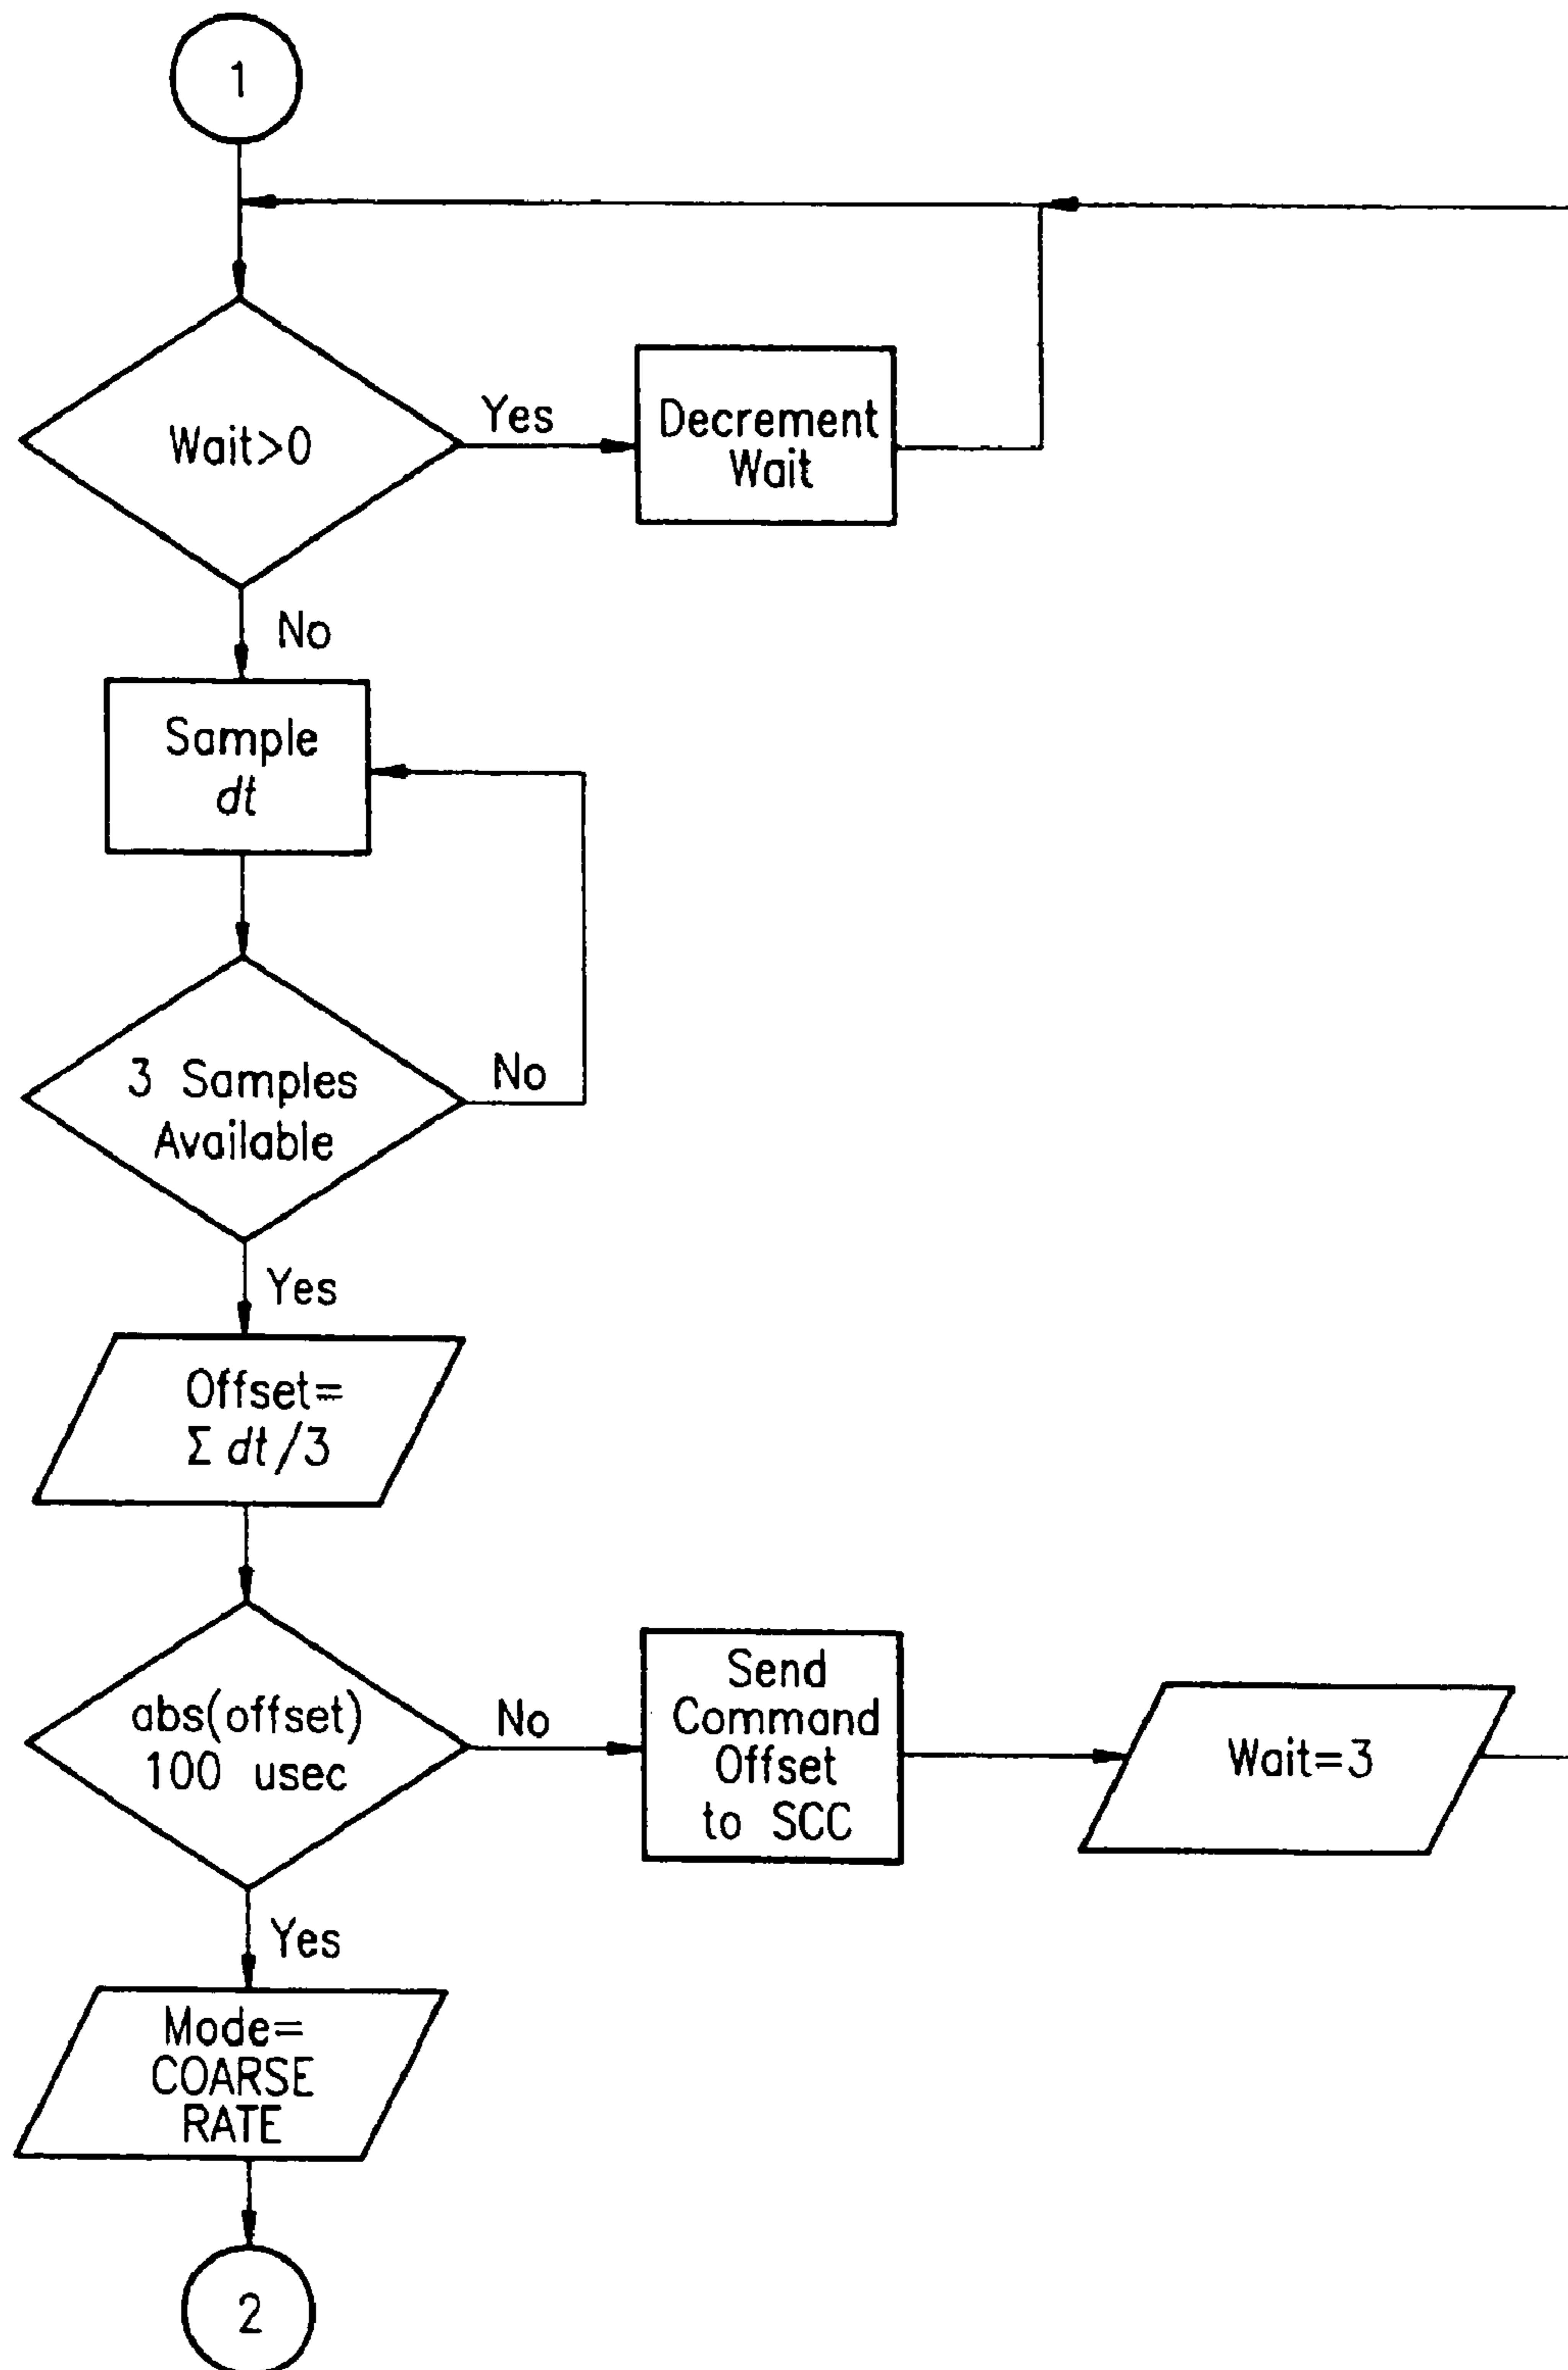 1
Wait>0
Yes
Decrement
Wait
No
Sample
dt
3 Samples
Available
No
Yes
Offset=
Σ dt/3
abs(offset)
100 usec
No
Send
Command
Offset
to SCC
Wait=3
Yes
Mode=
COARSE
RATE
2